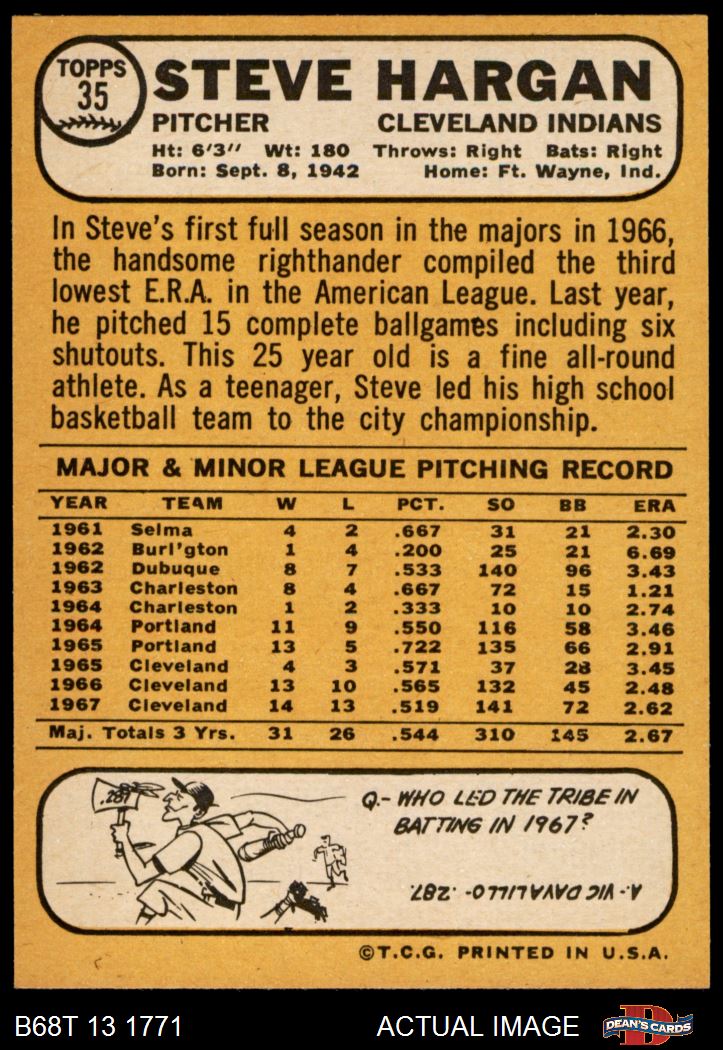 TOPPS
35
STEVE HARGAN
PITCHER CLEVELAND INDIANS
Ht: 6'3" Wt: 180 Throws: Right Bats: Right
Born: Sept. 8, 1942 Home: Ft. Wayne, Ind.
In Steve's first full season in the majors in 1966,
the handsome righthander compiled the third
lowest E.R.A. in the American League. Last year,
he pitched 15 complete ballgames including six
shutouts. This 25 year old is a fine all-round
athlete. As a teenager, Steve led his high school
basketball team to the city championship.
MAJOR & MINOR LEAGUE PITCHING RECORD
YEAR TEAM W L PCT. SO BB ERA
1961 Selma 4 2 .667 31 21 2.30
1962 Burl'gton 1 4 .200 25 21 6.69
1962 Dubuque 8 7 .533 140 96 3.43
1963 Charleston 8 4 .667 72 15 1.21
1964 Charleston 1 2 .333 10 10 2.74
1964 Portland 11 9 .550 116 58 3.46
1965 Portland 13 5 .722 135 66 2.91
1965 Cleveland 4 3 .571 37 28 3.45
1966 Cleveland 13 10 .565 132 45 2.48
1967 Cleveland 14 13 .519 141 72 2.62
Maj. Totals 3 Yrs. 31 26 .544 310 145 2.67
.287
Q.- WHO LED THE TRIBE IN
BATTING IN 1967?
A.- VIC DAVALILLO- .287.
©T.C.G. PRINTED IN U.S.A.
B68T 13 1771 ACTUAL IMAGE D DEAN'S CARDS